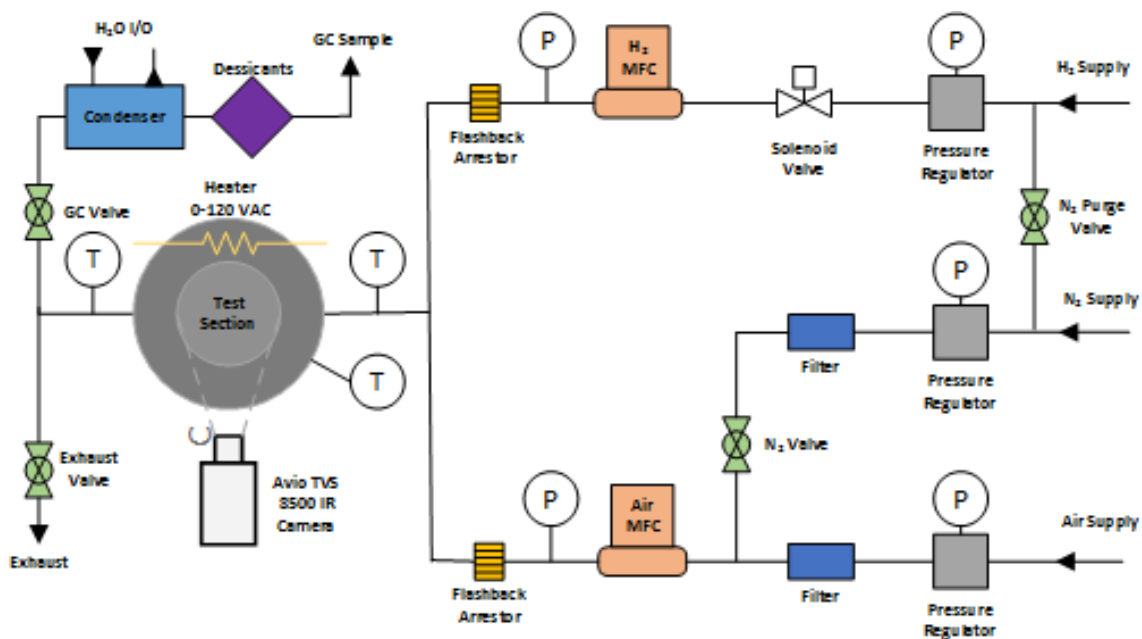 H₂O I/O
GC Sample
Dessicants
Condenser
P
H₂
MFC
P
H₂ Supply
Flashback
Arrestor
Solenoid
Valve
Pressure
Regulator
GC Valve
Heater
0-120 VAC
N₂ Purge
Valve
T
T
P
N₂ Supply
Test
Section
Filter
Pressure
Regulator
T
N₂ Valve
Exhaust
Valve
C
Avio TVS
8500 IR
Camera
P
Air
MFC
P
Air Supply
Exhaust
Flashback
Arrestor
Filter
Pressure
Regulator